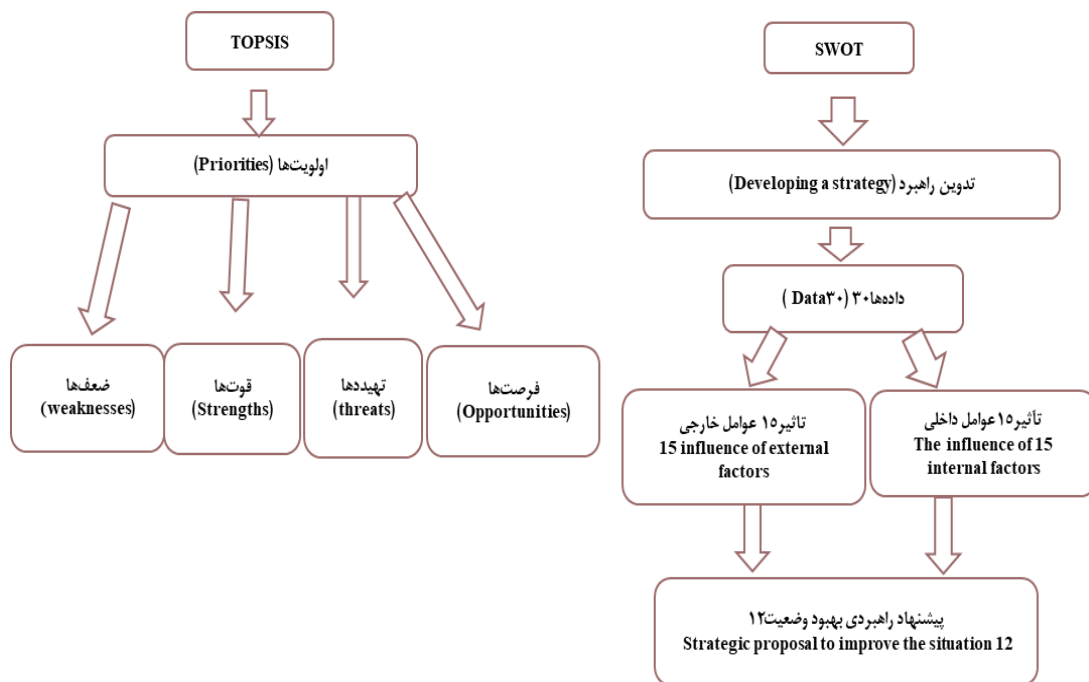 TOPSIS
اولویت‌ها (Priorities)
ضعف‌ها
(weaknesses)
قوت‌ها
(Strengths)
تهیددها
(threats)
فرصت‌ها
(Opportunities)
SWOT
تدوین راهبرد (Developing a strategy)
داده‌ها۳۰ (Data۳۰ )
تاثیر۱۵ عوامل خارجی
15 influence of external
factors
تأثیر۱۵ عوامل داخلی
The influence of 15
internal factors
پیشنهاد راهبردی بهبود وضعیت۱۲
Strategic proposal to improve the situation 12